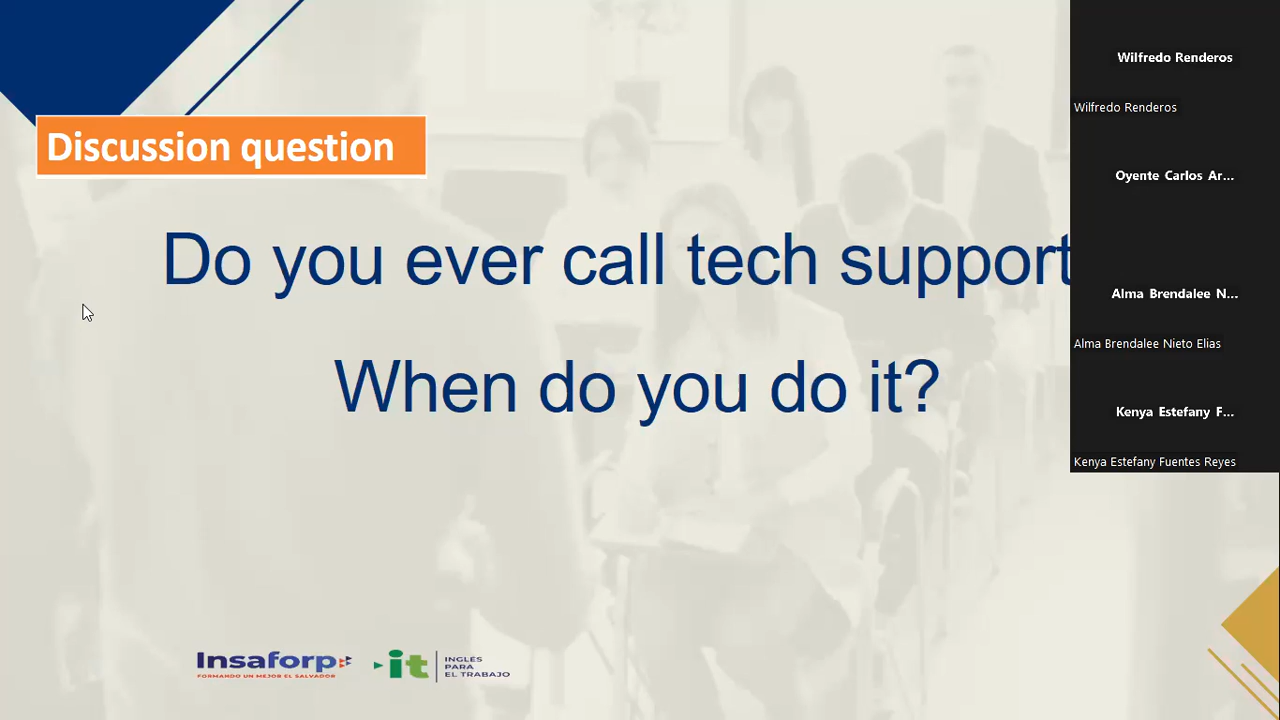 Discussion question
Do you ever call tech support
When do you do it?
Insaforp
FORMANDO UN MEJOR EL SALVADOR
it
INGLÉS
PARA
EL TRABAJO
Wilfredo Renderos
Wilfredo Renderos
Oyente Carlos Ar...
Alma Brendalee N...
Alma Brendalee Nieto Elias
Kenya Estefany F...
Kenya Estefany Fuentes Reyes